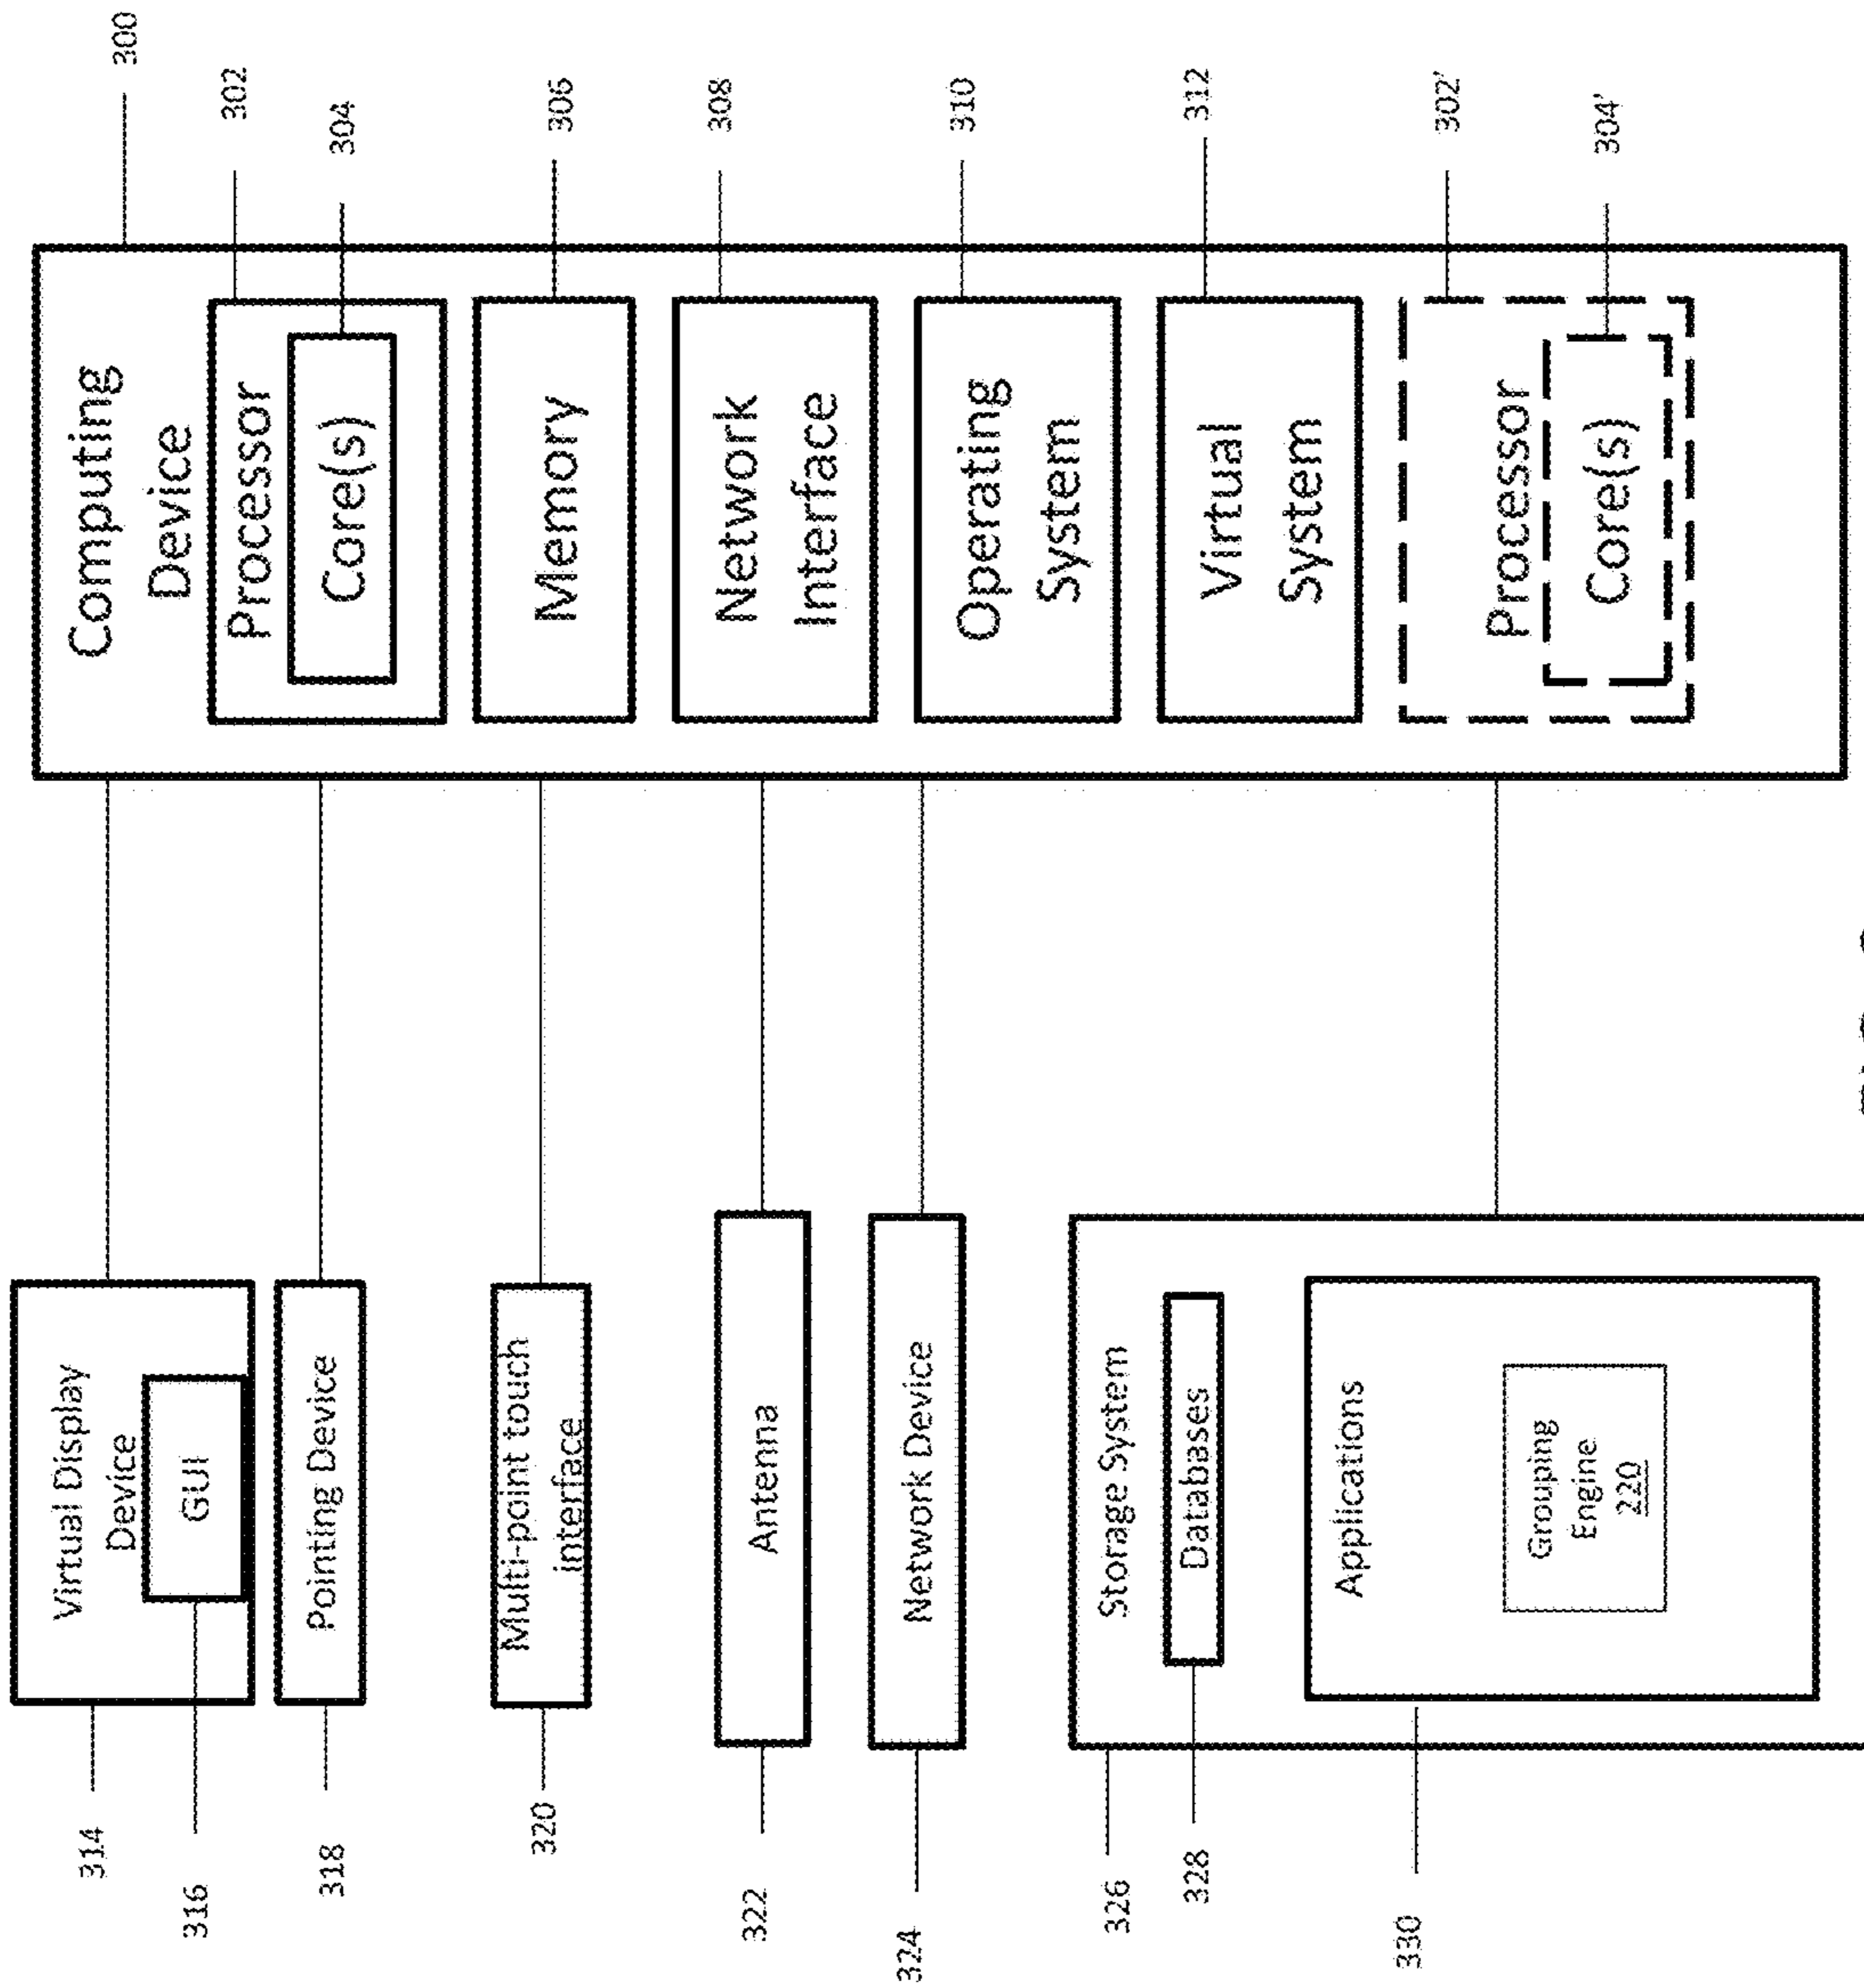 314
Virtual Display
Device
316
GUI
318
Pointing Device
320
Multi-point touch
interface
322
Antenna
324
Network Device
326
Storage System
328
Databases
330
Applications
Grouping
Engine
220
Computing
Device
300
Processor
302
Core(s)
304
Memory
306
Network
Interface
308
Operating
System
310
Virtual
System
312
Processor
302'
Core(s)
304'